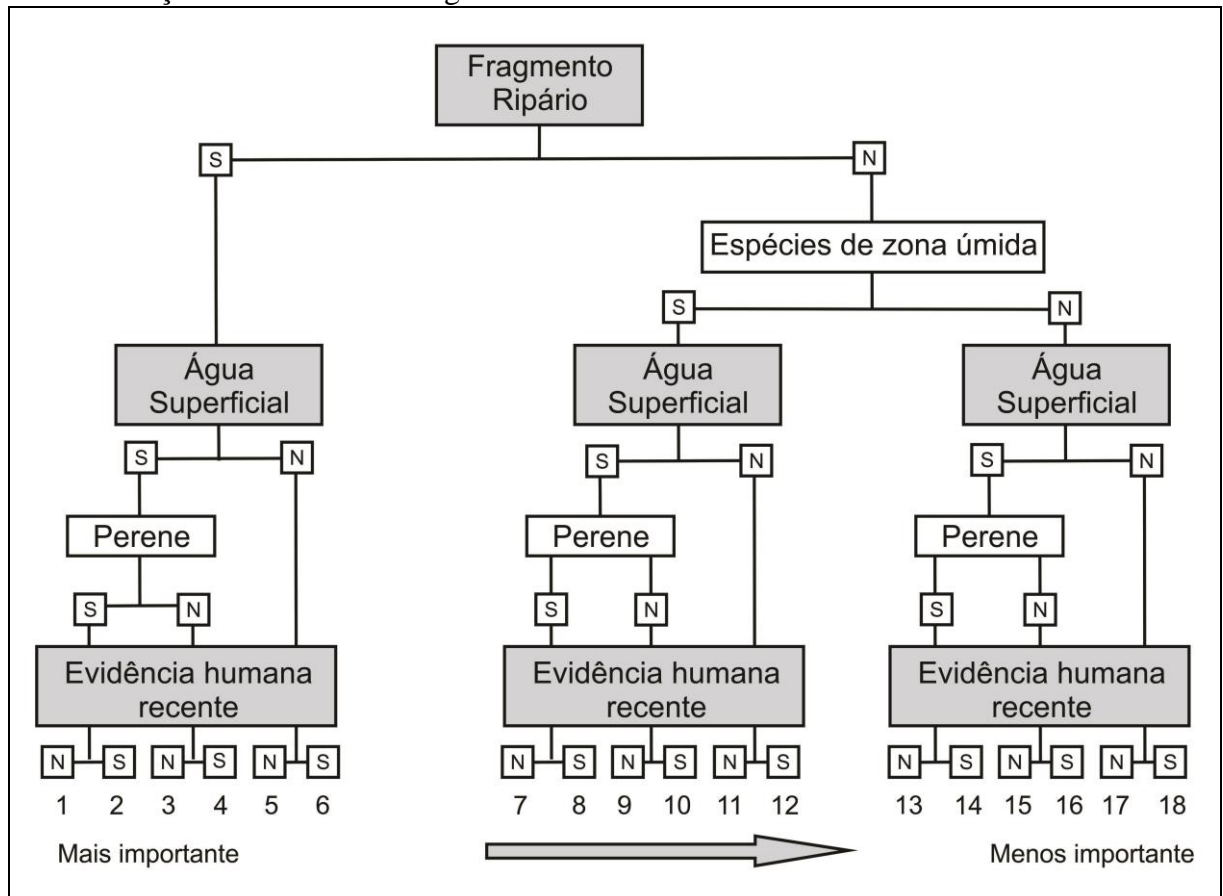 Fragmento
Ripário
S
N
Espécies de zona úmida
S
N
Água
Superficial
Água
Superficial
Água
Superficial
S
N
S
N
S
N
Perene
Perene
Perene
S
N
S
N
S
N
Evidência humana
recente
Evidência humana
recente
Evidência humana
recente
N S N S N S
N S N S N S
N S N S N S
1 2 3 4 5 6
7 8 9 10 11 12
13 14 15 16 17 18
Mais importante
Menos importante